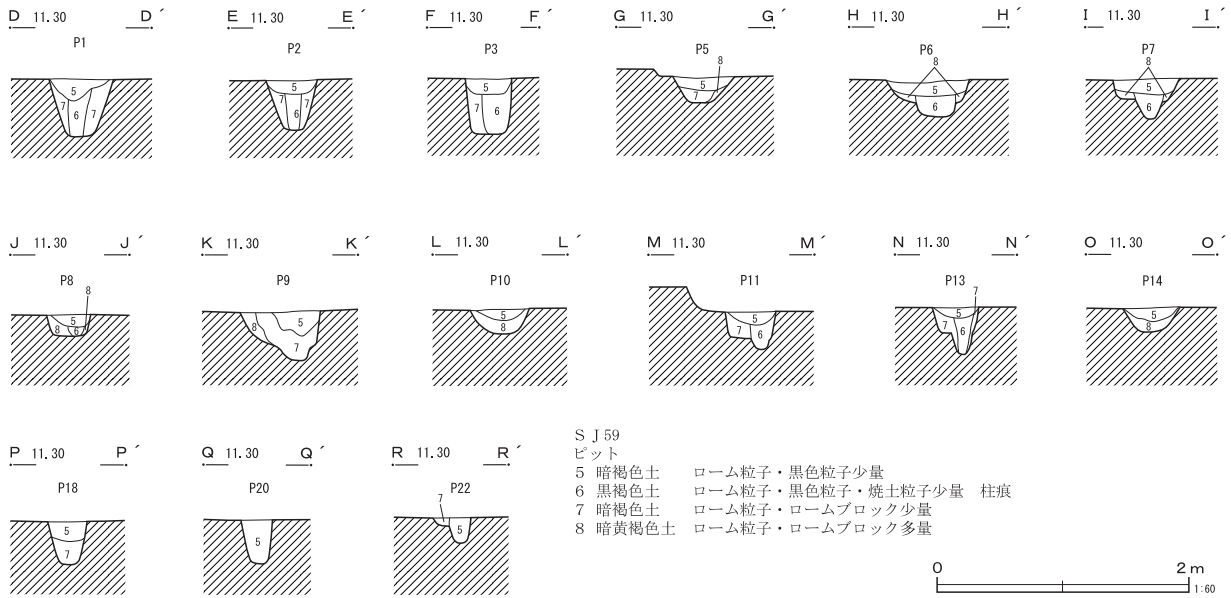 D 11.30 D´
P1
5
7 6 7
E 11.30 E´
P2
5
7 6 7
F 11.30 F´
P3
5
7 6
G 11.30 G´
P5
8
5
7
H 11.30 H´
P6
8
5
6
I 11.30 I´
P7
8
5
6
J 11.30 J´
P8
8
5
8 6
K 11.30 K´
P9
5
8
7
L 11.30 L´
P10
5
8
M 11.30 M´
P11
5
7 6
N 11.30 N´
P13
7
5
7 6
O 11.30 O´
P14
5
8
P 11.30 P´
P18
5
7
Q 11.30 Q´
P20
5
R 11.30 R´
P22
7
5
ＳＪ59
ピット
5 暗褐色土 ローム粒子・黒色粒子少量
6 黒褐色土 ローム粒子・黒色粒子・焼土粒子少量 柱痕
7 暗褐色土 ローム粒子・ロームブロック少量
8 暗黄褐色土 ローム粒子・ロームブロック多量
0 2m
1:60